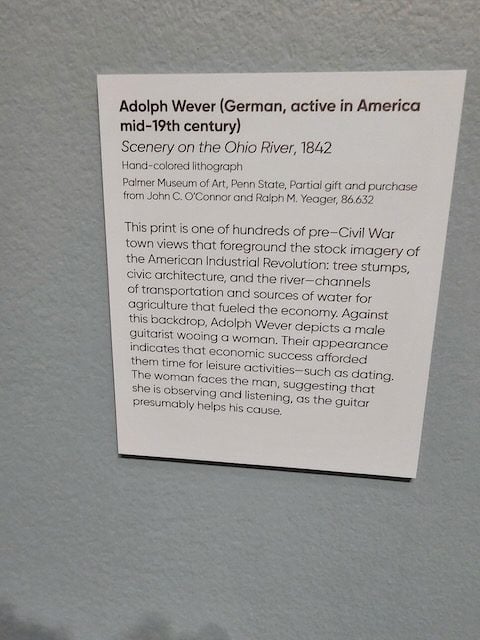 Adolph Wever (German, active in America
mid-19th century)
Scenery on the Ohio River, 1842
Hand-colored lithograph
Palmer Museum of Art, Penn State, Partial gift and purchase
from John C. O'Connor and Ralph M. Yeager, 86.632
This print is one of hundreds of pre–Civil War
town views that foreground the stock imagery of
the American Industrial Revolution: tree stumps,
civic architecture, and the river—channels
of transportation and sources of water for
agriculture that fueled the economy. Against
this backdrop, Adolph Wever depicts a male
guitarist wooing a woman. Their appearance
indicates that economic success afforded
them time for leisure activities—such as dating.
The woman faces the man, suggesting that
she is observing and listening, as the guitar
presumably helps his cause.